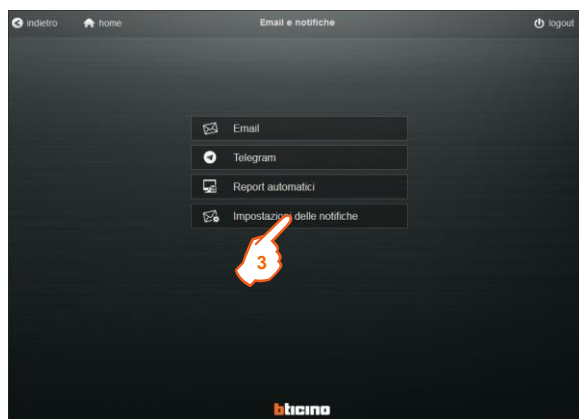 indietro home Email e notifiche logout
Email
Telegram
Report automatici
Impostazioni delle notifiche
3
bticino